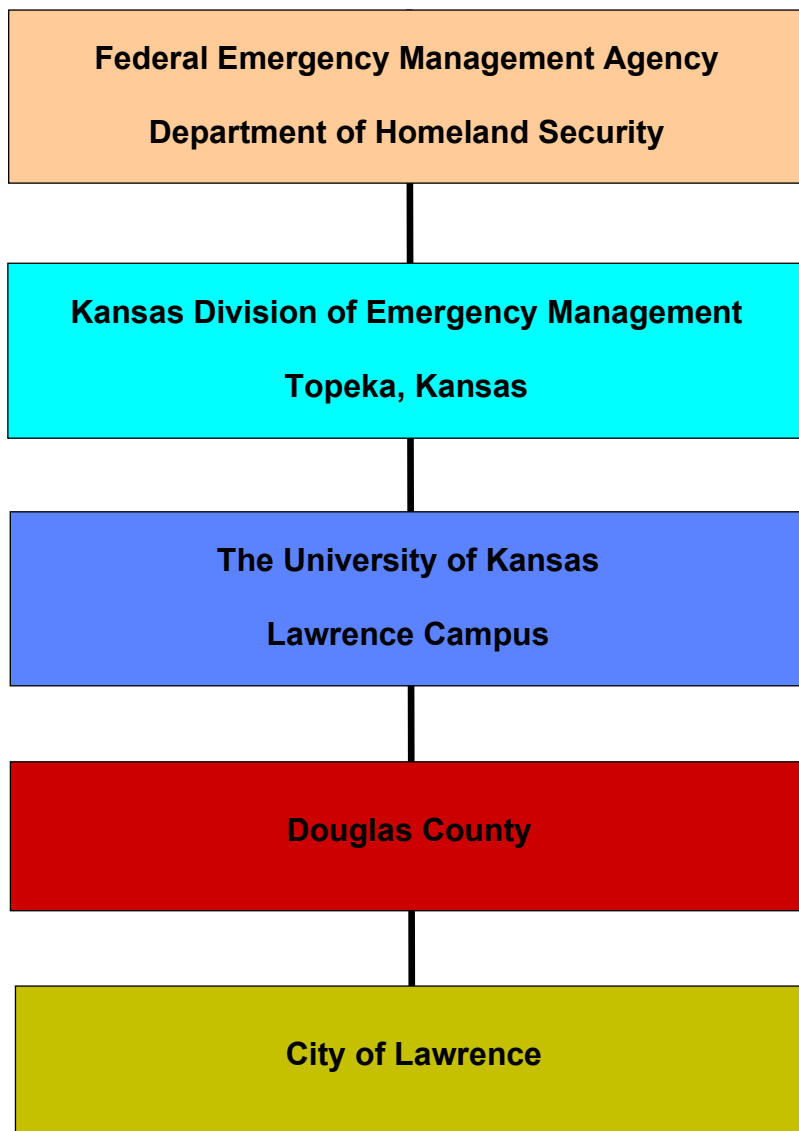 Federal Emergency Management Agency
Department of Homeland Security
Kansas Division of Emergency Management
Topeka, Kansas
The University of Kansas
Lawrence Campus
Douglas County
City of Lawrence